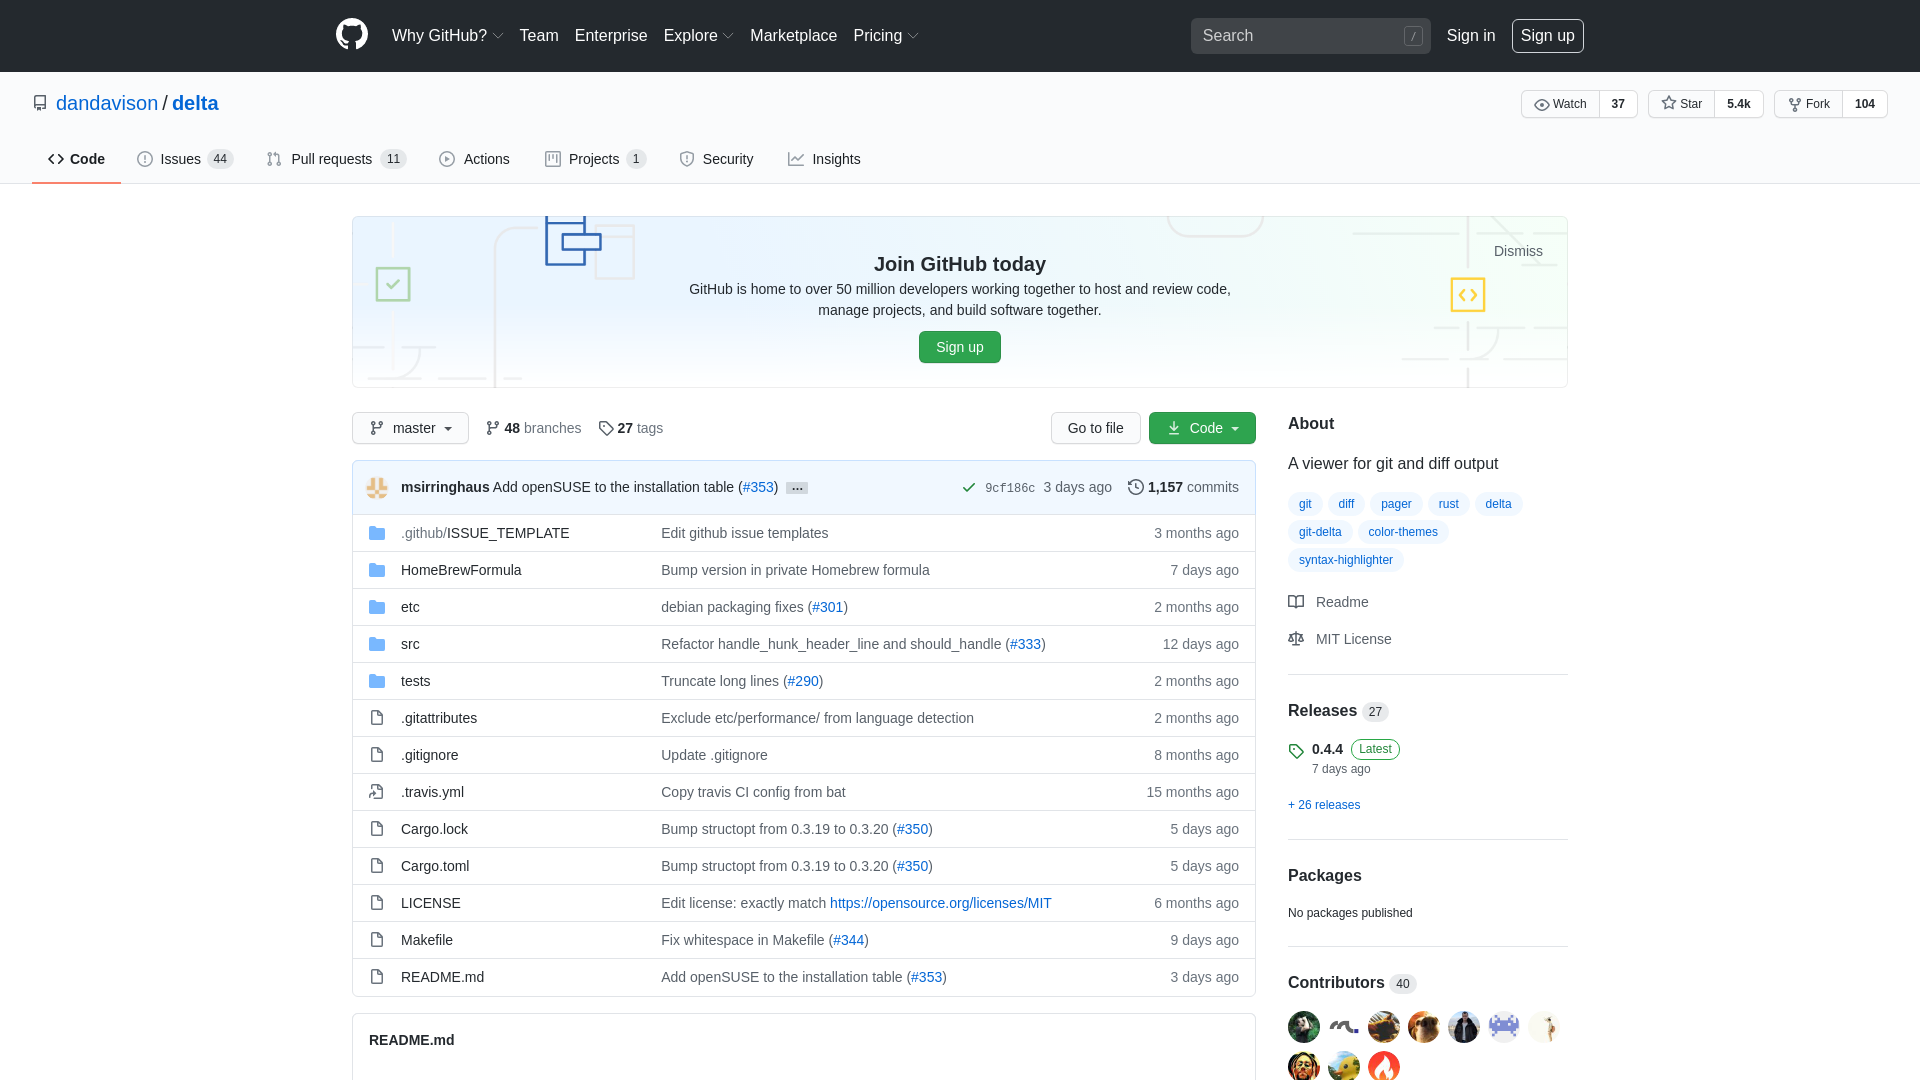 Why GitHub? Team Enterprise Explore Marketplace Pricing Search / Sign in Sign up
dandavison / delta Watch 37 Star 5.4k Fork 104
Code Issues 44 Pull requests 11 Actions Projects 1 Security Insights
Dismiss
Join GitHub today
GitHub is home to over 50 million developers working together to host and review code,
manage projects, and build software together.
Sign up
master 48 branches 27 tags Go to file Code
msirringhaus Add openSUSE to the installation table (#353) … 9cf186c 3 days ago 1,157 commits
.github/ISSUE_TEMPLATE Edit github issue templates 3 months ago
HomeBrewFormula Bump version in private Homebrew formula 7 days ago
etc debian packaging fixes (#301) 2 months ago
src Refactor handle_hunk_header_line and should_handle (#333) 12 days ago
tests Truncate long lines (#290) 2 months ago
.gitattributes Exclude etc/performance/ from language detection 2 months ago
.gitignore Update .gitignore 8 months ago
.travis.yml Copy travis CI config from bat 15 months ago
Cargo.lock Bump structopt from 0.3.19 to 0.3.20 (#350) 5 days ago
Cargo.toml Bump structopt from 0.3.19 to 0.3.20 (#350) 5 days ago
LICENSE Edit license: exactly match https://opensource.org/licenses/MIT 6 months ago
Makefile Fix whitespace in Makefile (#344) 9 days ago
README.md Add openSUSE to the installation table (#353) 3 days ago
README.md
About
A viewer for git and diff output
git diff pager rust delta
git-delta color-themes
syntax-highlighter
Readme
MIT License
Releases 27
0.4.4 Latest
7 days ago
+ 26 releases
Packages
No packages published
Contributors 40